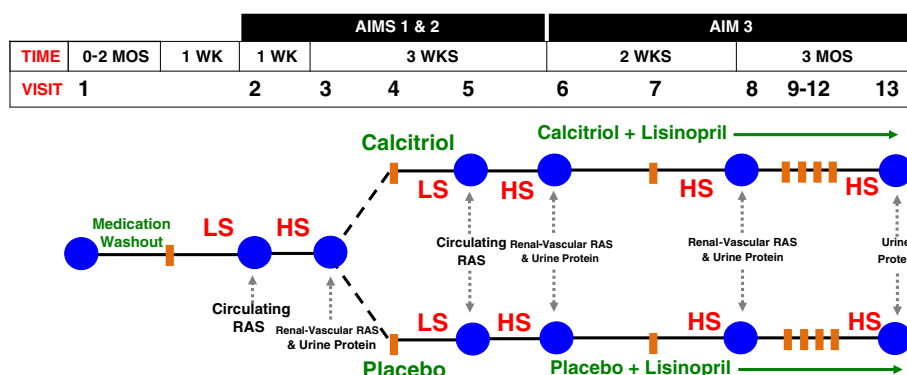 AIMS 1 & 2 AIM 3
TIME 0-2 MOS 1 WK 1 WK 3 WKS 2 WKS 3 MOS
VISIT 1 2 3 4 5 6 7 8 9-12 13
Calcitriol
Calcitriol + Lisinopril
LS HS HS HS
Medication
Washout
LS HS
Circulating
RAS
Renal-Vascular RAS
& Urine Protein
Renal-Vascular RAS
& Urine Protein
Urine
Prote
Circulating
RAS
Renal-Vascular RAS
& Urine Protein
LS HS HS HS
Placebo
Placebo + Lisinopril